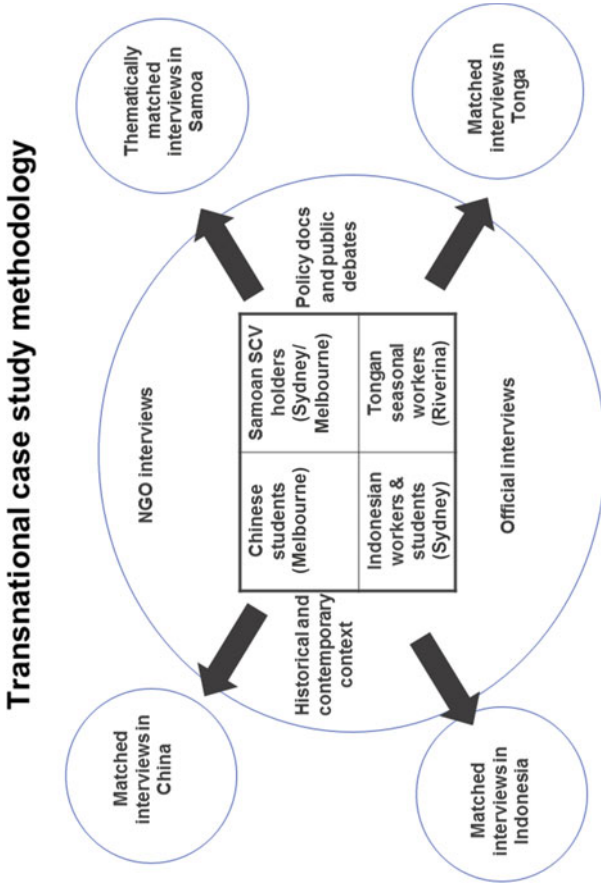 Transnational case study methodology
Matched
interviews in
China
Thematically
matched
interviews in
Samoa
NGO interviews
Historical and
contemporary
context
Chinese
students
(Melbourne)
Samoan SCV
holders
(Sydney/
Melbourne)
Indonesian
workers &
students
(Sydney)
Tongan
seasonal
workers
(Riverina)
Policy docs
and public
debates
Official interviews
Matched
interviews in
Indonesia
Matched
interviews in
Tonga